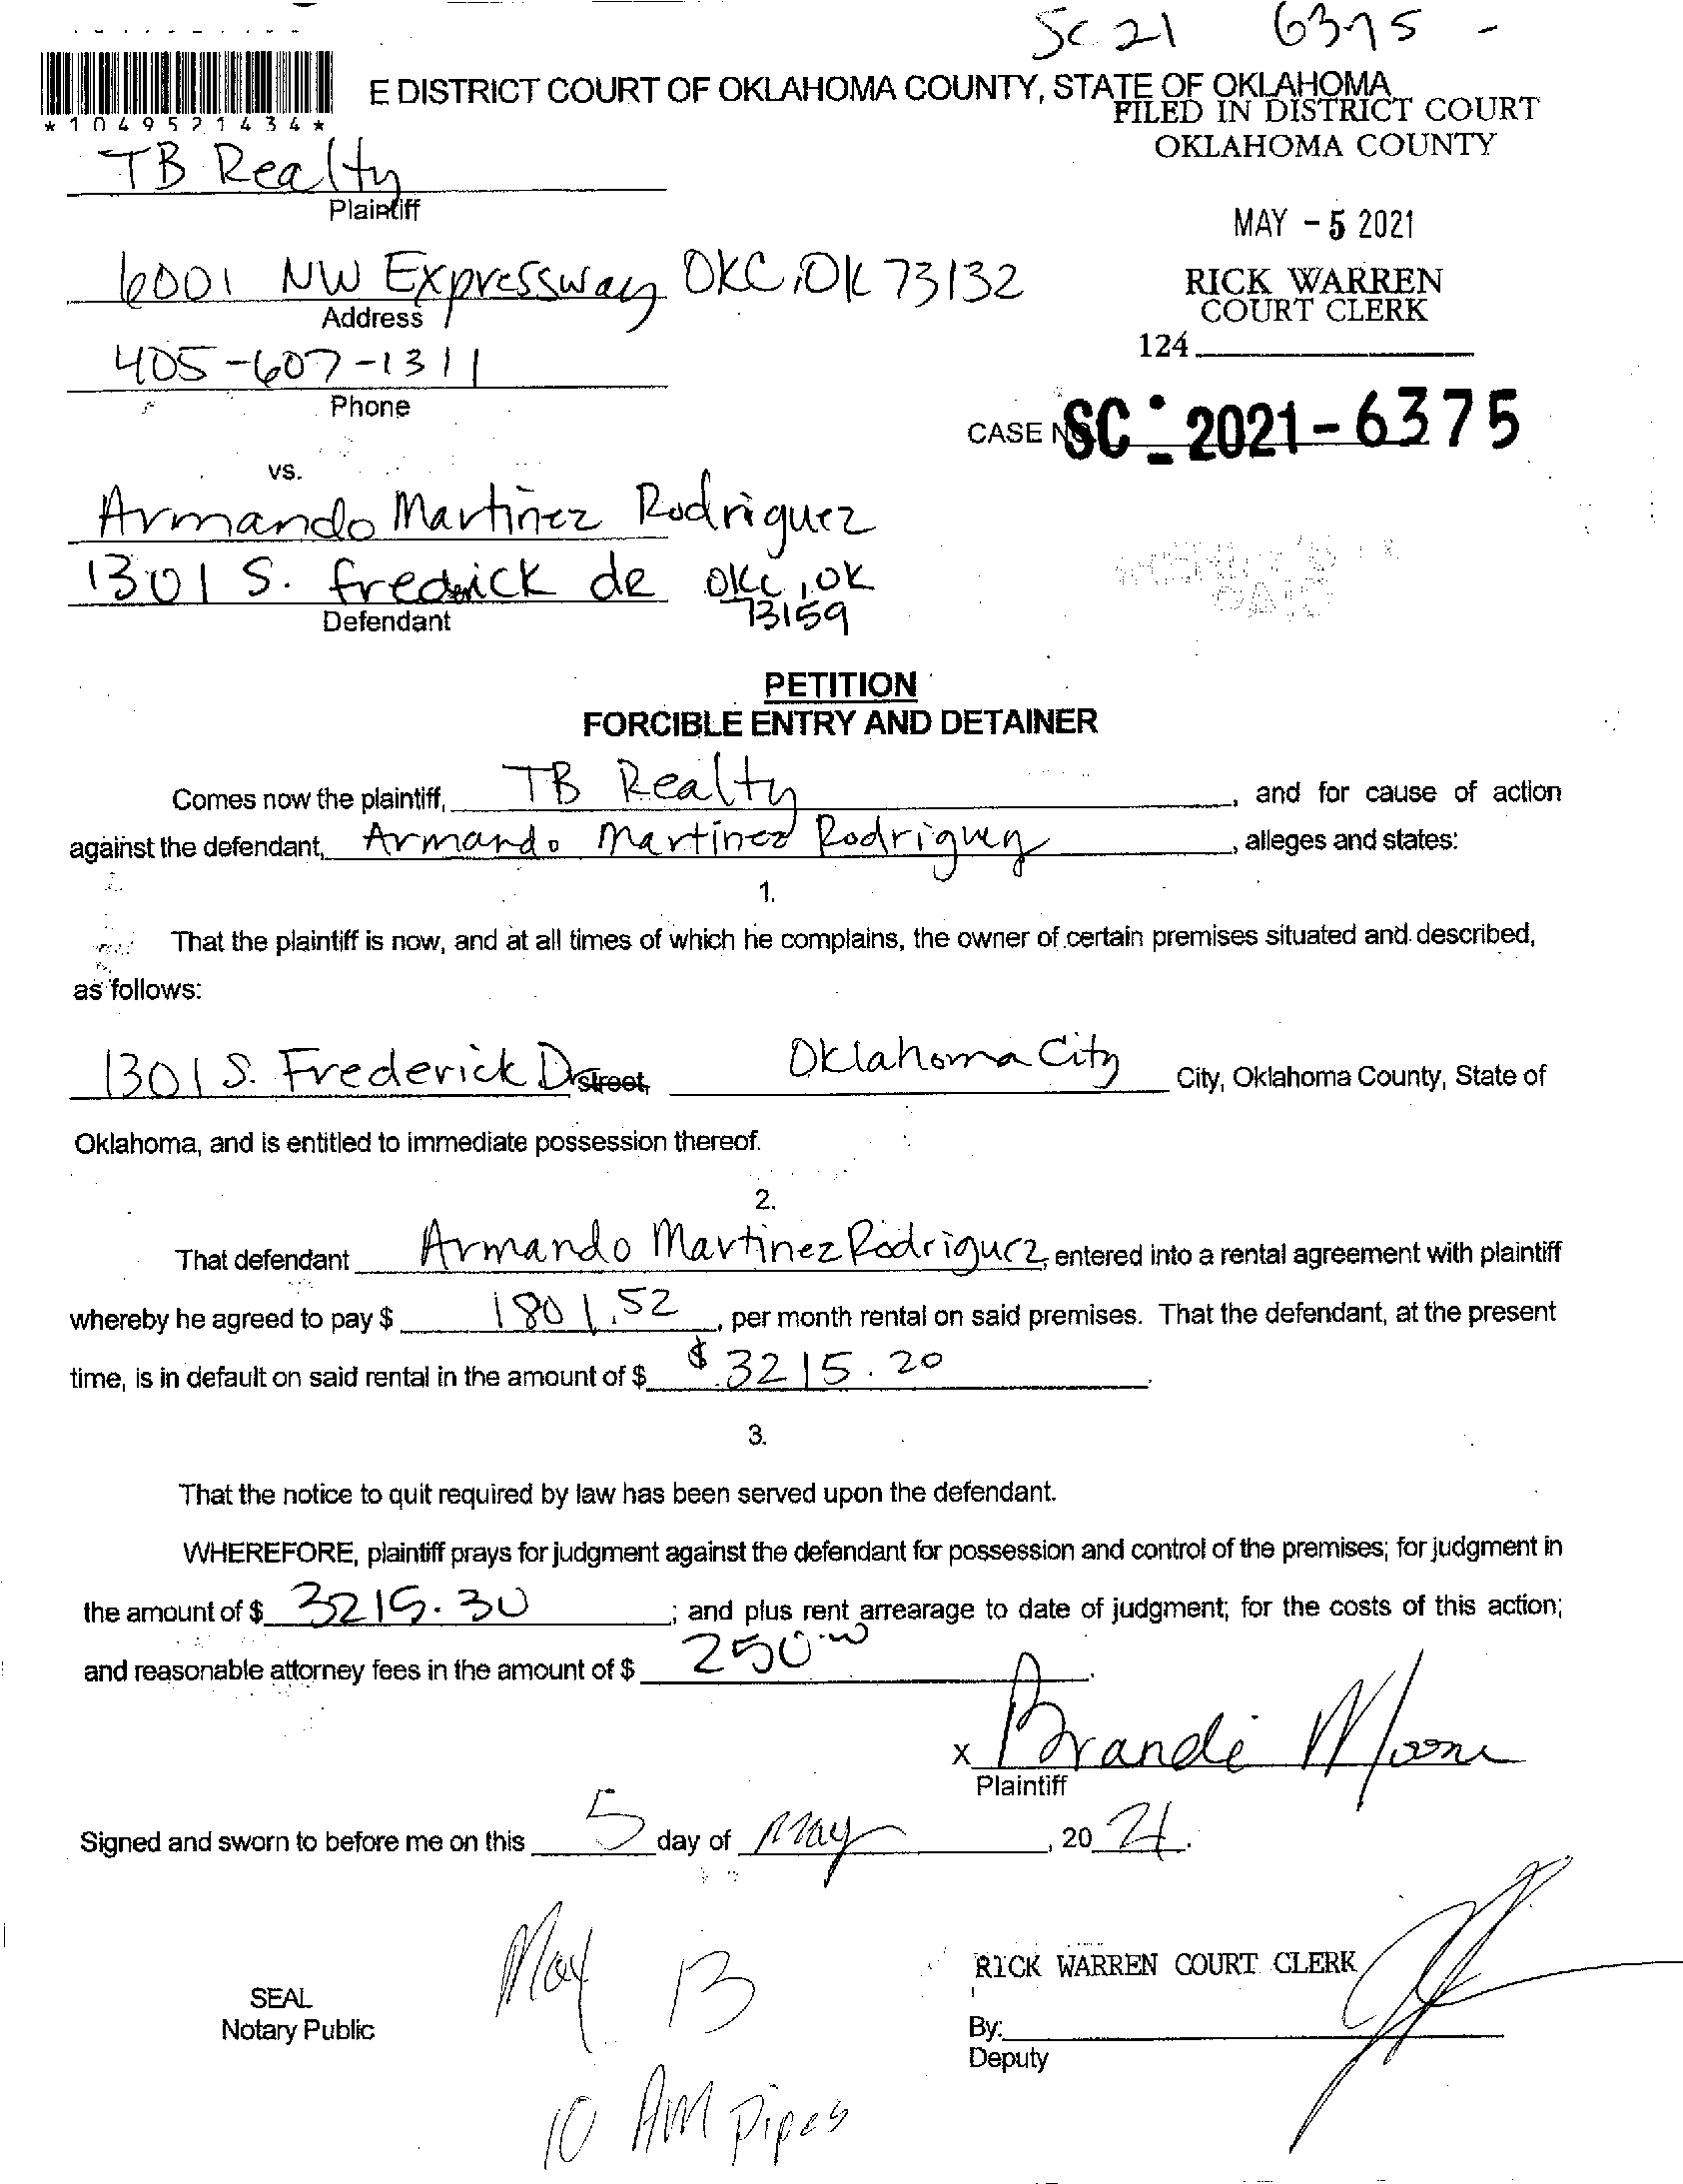 SC 21 6375 -
*1049521434*
E DISTRICT COURT OF OKLAHOMA COUNTY, STATE OF OKLAHOMA
FILED IN DISTRICT COURT
OKLAHOMA COUNTY
TB Realty
Plaintiff
MAY - 5 2021
6001 NW Expressway OKC, OK 73132
Address
RICK WARREN
COURT CLERK
124
405-607-1311
Phone
CASE NO. SC - 2021 - 6375
vs.
Armando Martinez Rodriguez
1301 S. fredrick dr OKC, OK
73159
Defendant
PETITION
FORCIBLE ENTRY AND DETAINER
Comes now the plaintiff, TB Realty, and for cause of action
against the defendant, Armando Martinez Rodriguez, alleges and states:
1.
That the plaintiff is now, and at all times of which he complains, the owner of certain premises situated and described,
as follows:
1301 S. Frederick Dr Street, Oklahoma City City, Oklahoma County, State of
Oklahoma, and is entitled to immediate possession thereof.
2.
That defendant Armando Martinez Rodriguez, entered into a rental agreement with plaintiff
whereby he agreed to pay $ 1801.52, per month rental on said premises. That the defendant, at the present
time, is in default on said rental in the amount of $ $3215.20.
3.
That the notice to quit required by law has been served upon the defendant.
WHEREFORE, plaintiff prays for judgment against the defendant for possession and control of the premises; for judgment in
the amount of $ 3215.30; and plus rent arrearage to date of judgment; for the costs of this action;
and reasonable attorney fees in the amount of $ 250.00.
x Brandi Moore
Plaintiff
Signed and sworn to before me on this 5 day of May, 20 21.
May 13
RICK WARREN COURT CLERK
SEAL
Notary Public
By:
Deputy
10 AM Pipes